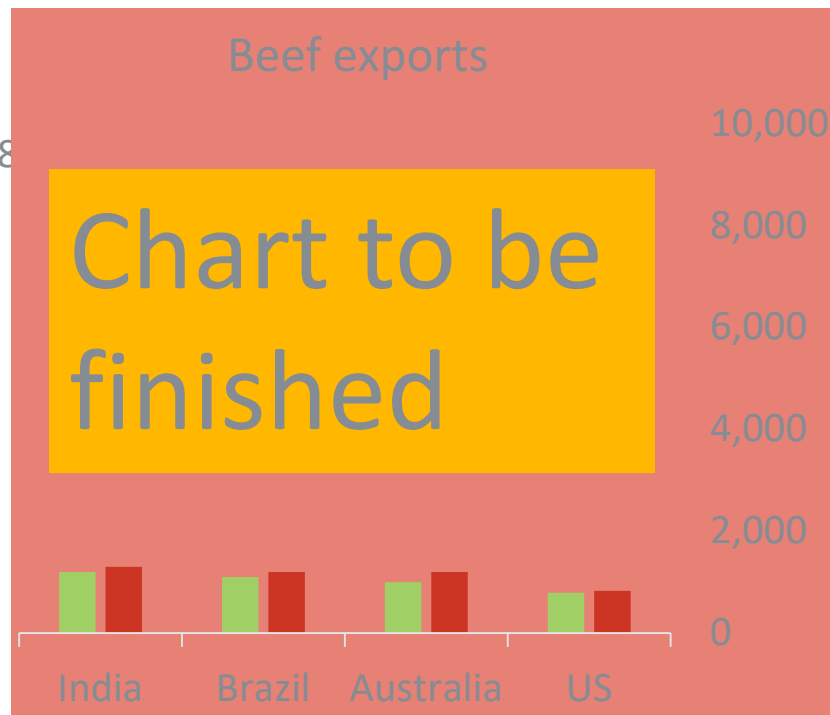 Beef exports
10,000
8
8,000
Chart to be
finished
6,000
4,000
2,000
0
India Brazil Australia US